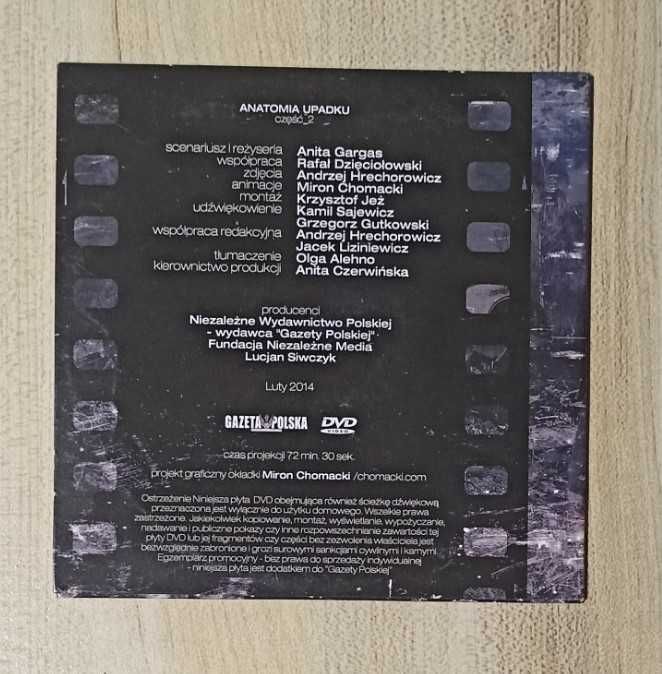 ANATOMIA UPADKU
część_2
scenariusz i reżyseria Anita Gargas
współpraca Rafał Dzięciołowski
zdjęcia Andrzej Hrechorowicz
animacje Miron Chomacki
montaż Krzysztof Jeż
udźwiękowienie Kamil Sajewicz
Grzegorz Gutkowski
współpraca redakcyjna Andrzej Hrechorowicz
Jacek Liziniewicz
tłumaczenie Olga Alehno
kierownictwo produkcji Anita Czerwińska
producenci
Niezależne Wydawnictwo Polskiej
- wydawca "Gazety Polskiej"
Fundacja Niezależne Media
Lucjan Siwczyk
Luty 2014
GAZETA POLSKA DVD
VIDEO
czas projekcji 72 min. 30 sek.
projekt graficzny okładki Miron Chomacki /chomacki.com
Ostrzeżenie Niniejsza płyta DVD obejmująca również ścieżkę dźwiękową
przeznaczona jest wyłącznie do użytku domowego. Wszelkie prawa
zastrzeżone. Jakiekolwiek kopiowanie, montaż, wyświetlanie, wypożyczanie,
nadawanie i publiczne pokazy czy inne rozpowszechnianie zawartości tej
płyty DVD lub jej fragmentów czy części bez zezwolenia właściciela jest
bezwzględnie zabronione i grozi surowymi sankcjami cywilnymi i karnymi.
Egzemplarz promocyjny - bez prawa do sprzedaży indywidualnej
- niniejsza płyta jest dodatkiem do "Gazety Polskiej"